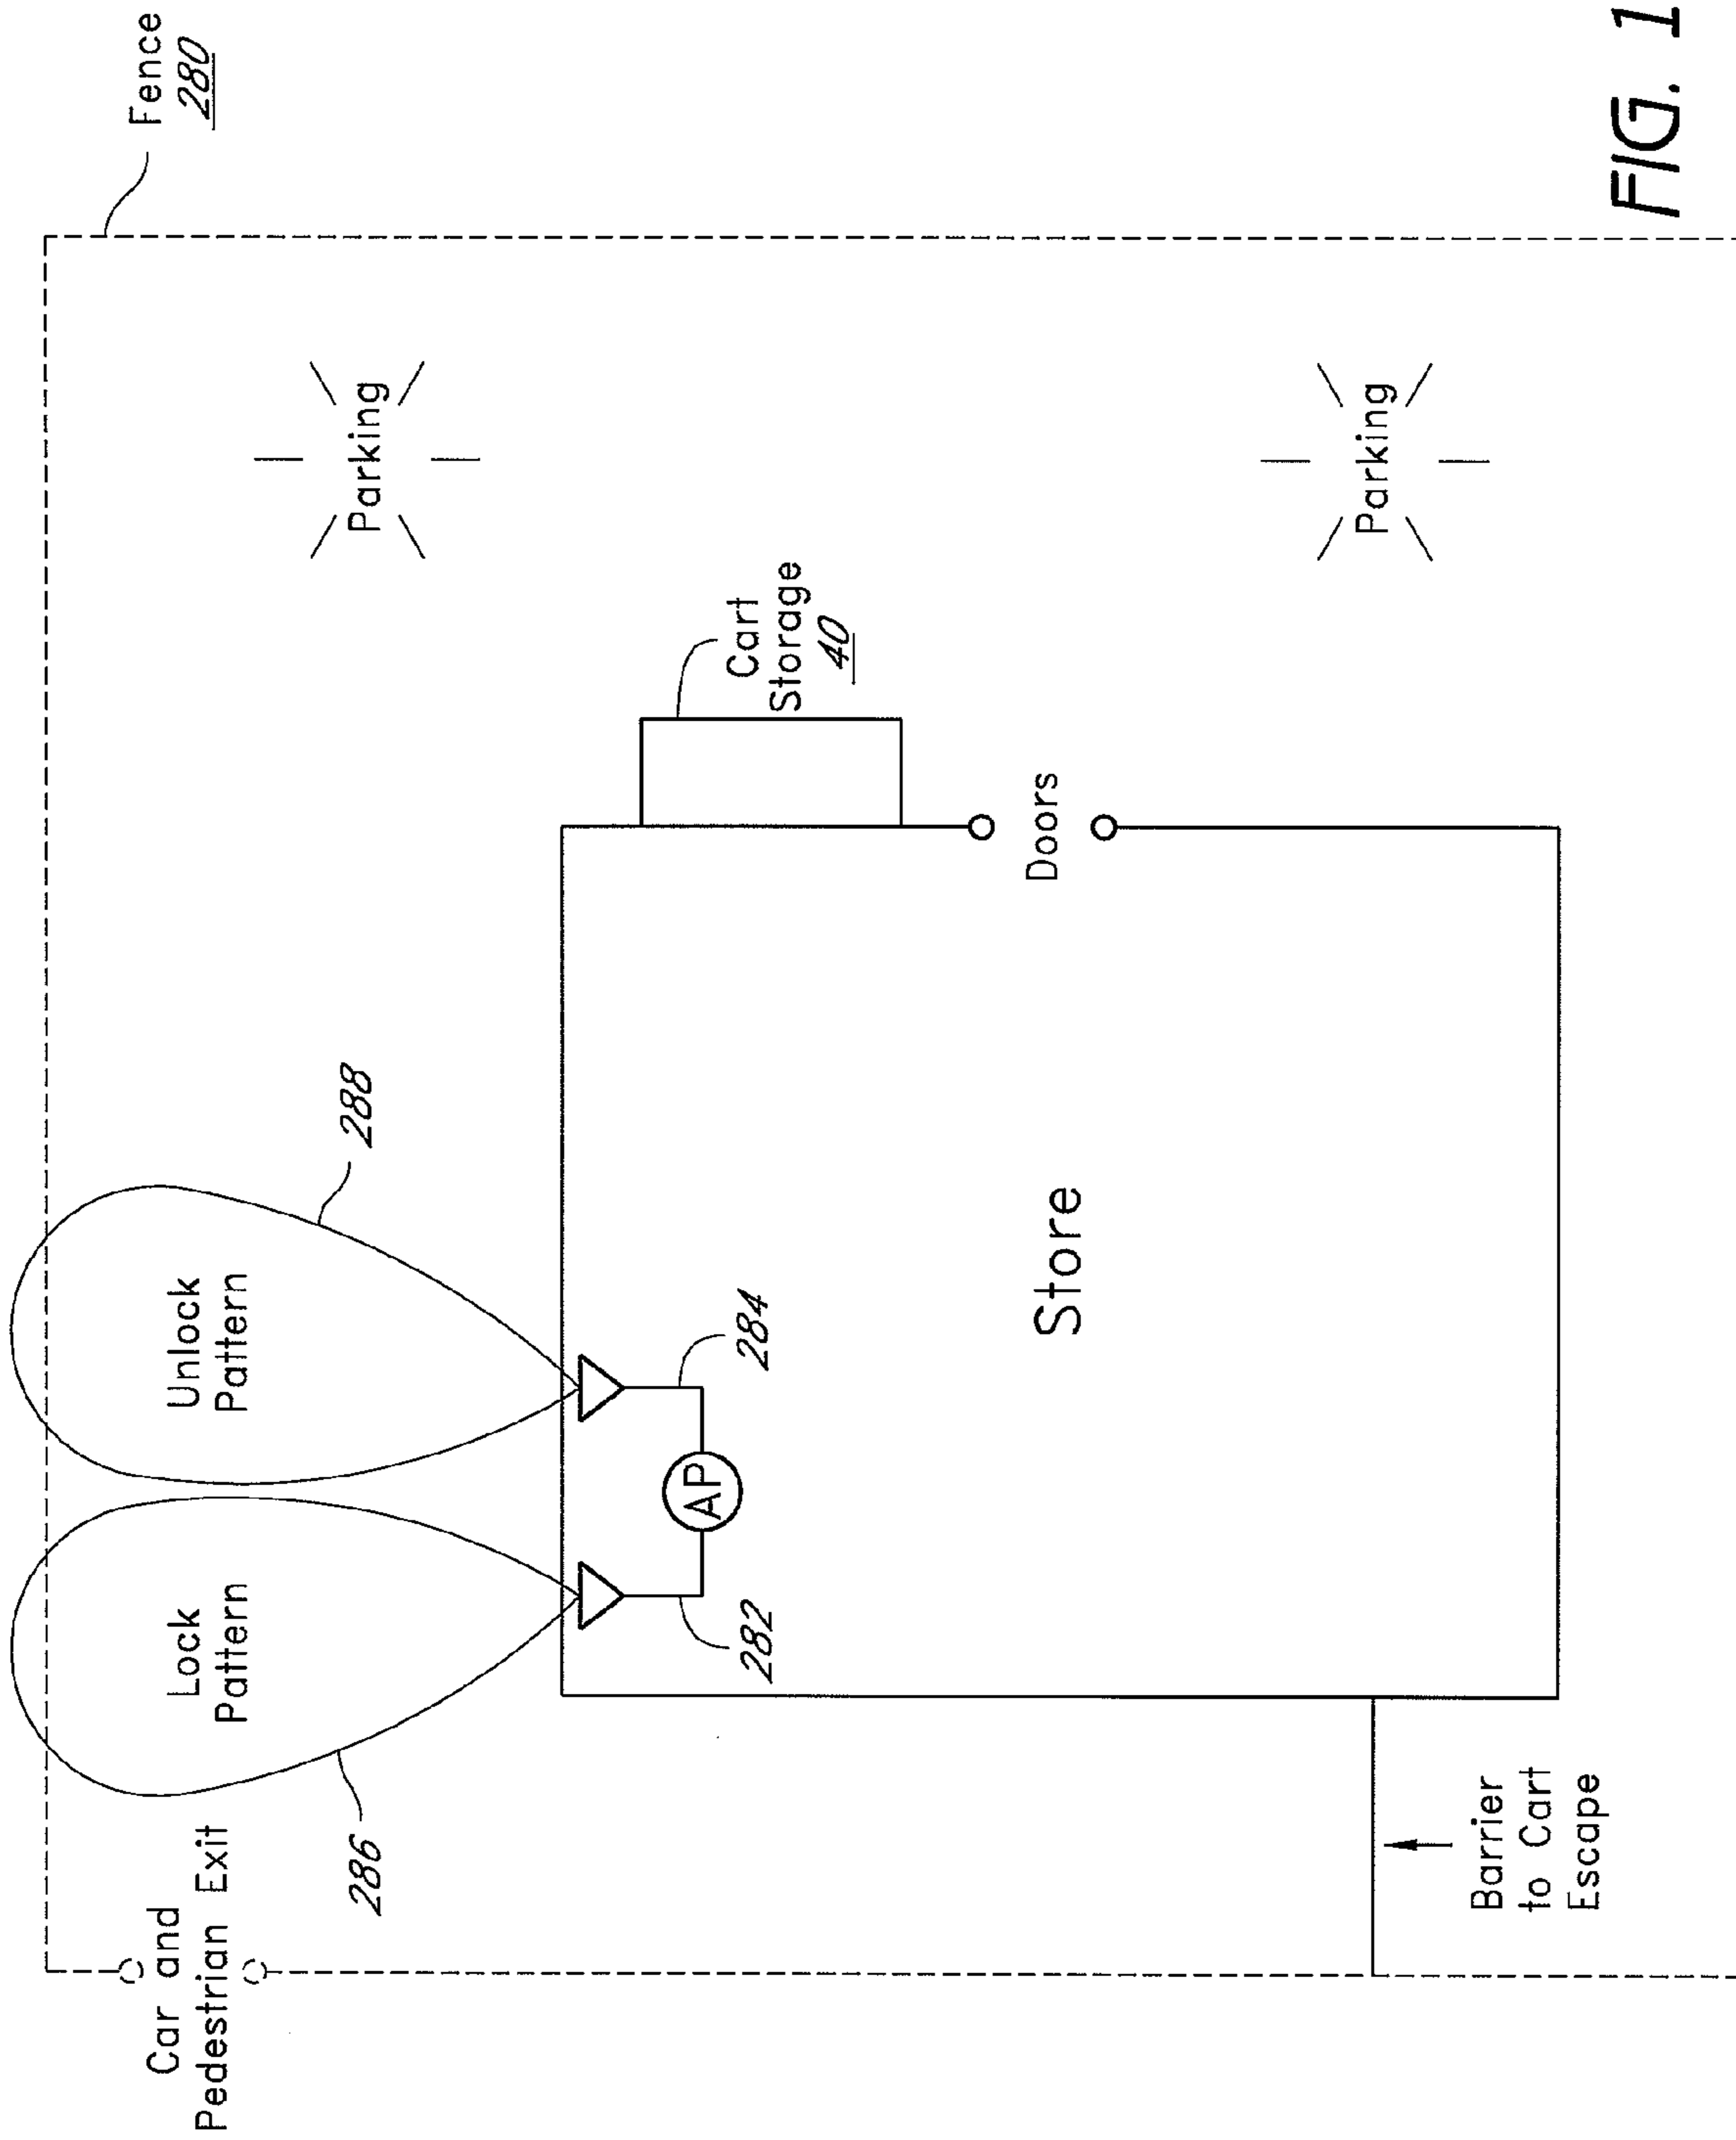 Fence
280
Parking
Parking
Cart
Storage
40
Doors
288
Unlock
Pattern
284
Store
AP
Lock
Pattern
282
286
Car and
Pedestrian Exit
Barrier
to Cart
Escape
FIG. 1